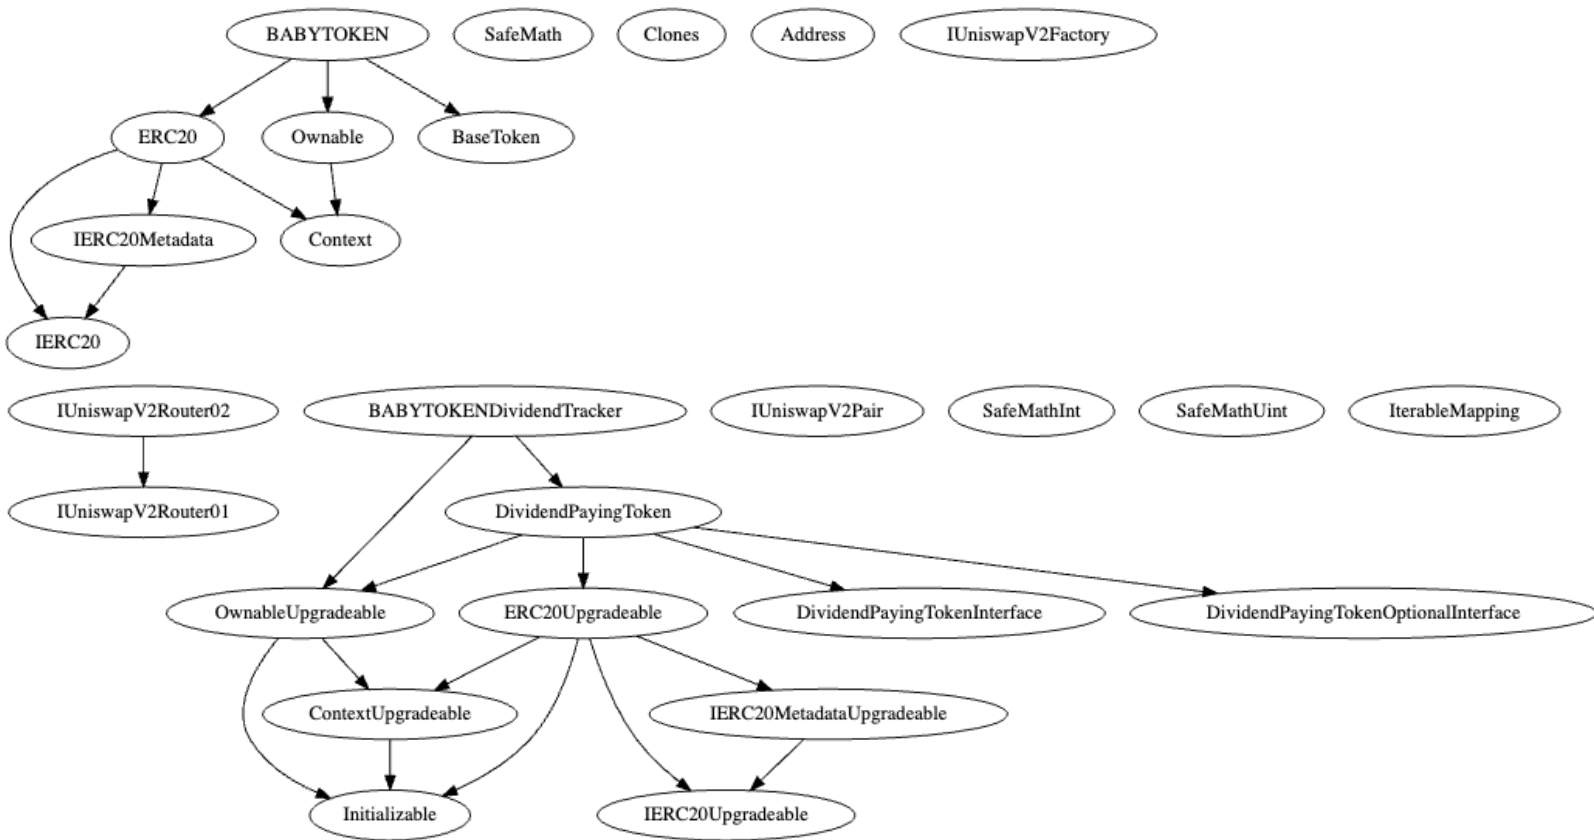 BABYTOKEN
SafeMath
Clones
Address
IUniswapV2Factory
ERC20
Ownable
BaseToken
IERC20Metadata
Context
IERC20
IUniswapV2Router02
BABYTOKENDividendTracker
IUniswapV2Pair
SafeMathInt
SafeMathUint
IterableMapping
IUniswapV2Router01
DividendPayingToken
OwnableUpgradeable
ERC20Upgradeable
DividendPayingTokenInterface
DividendPayingTokenOptionalInterface
ContextUpgradeable
IERC20MetadataUpgradeable
Initializable
IERC20Upgradeable